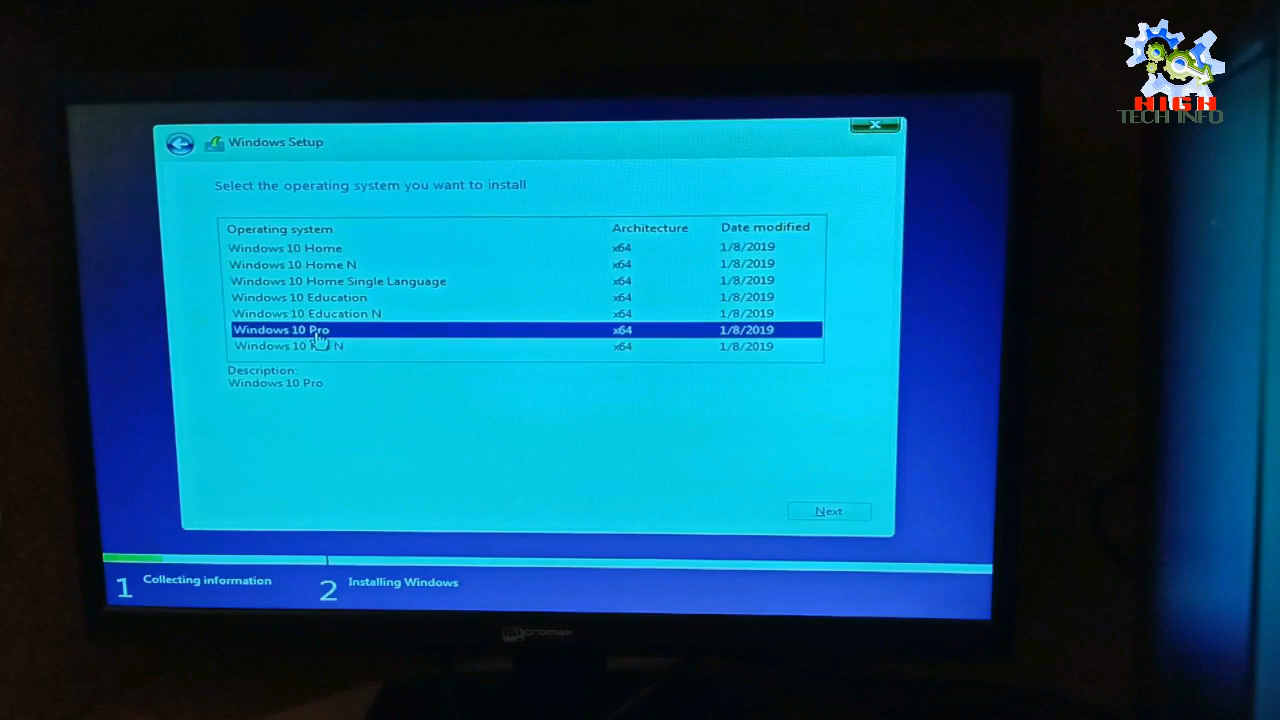 HIGH
TECH INFO
Windows Setup
Select the operating system you want to install
Operating system Architecture Date modified
Windows 10 Home x64 1/8/2019
Windows 10 Home N x64 1/8/2019
Windows 10 Home Single Language x64 1/8/2019
Windows 10 Education x64 1/8/2019
Windows 10 Education N x64 1/8/2019
Windows 10 Pro x64 1/8/2019
Windows 10 N x64 1/8/2019
Description:
Windows 10 Pro
Next
1 Collecting information 2 Installing Windows
Micromax